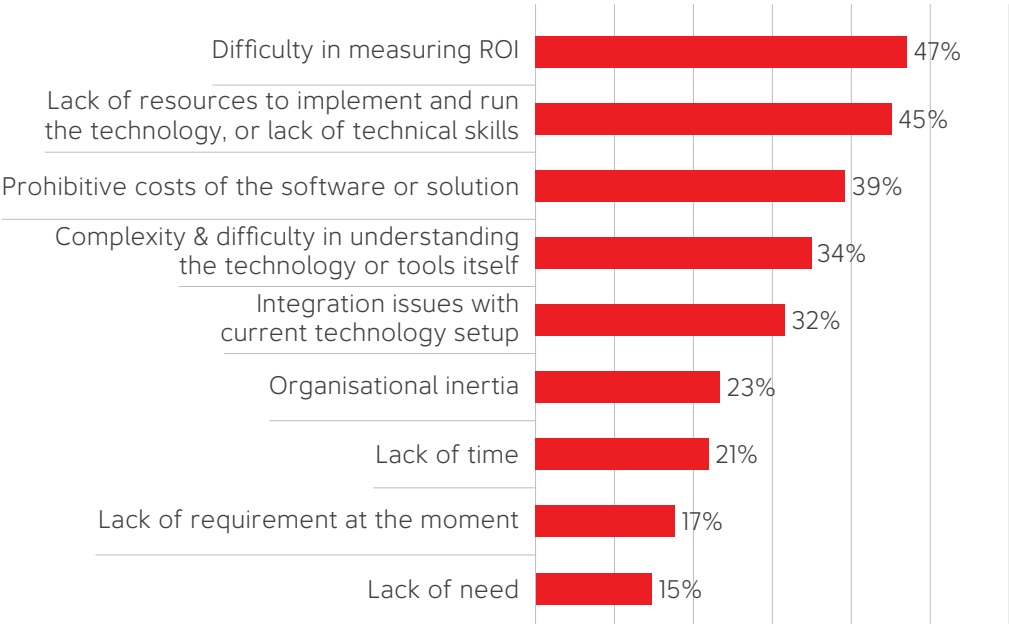 Difficulty in measuring ROI
47%
Lack of resources to implement and run
the technology, or lack of technical skills
45%
Prohibitive costs of the software or solution
39%
Complexity & difficulty in understanding
the technology or tools itself
34%
Integration issues with
current technology setup
32%
Organisational inertia
23%
Lack of time
21%
Lack of requirement at the moment
17%
Lack of need
15%